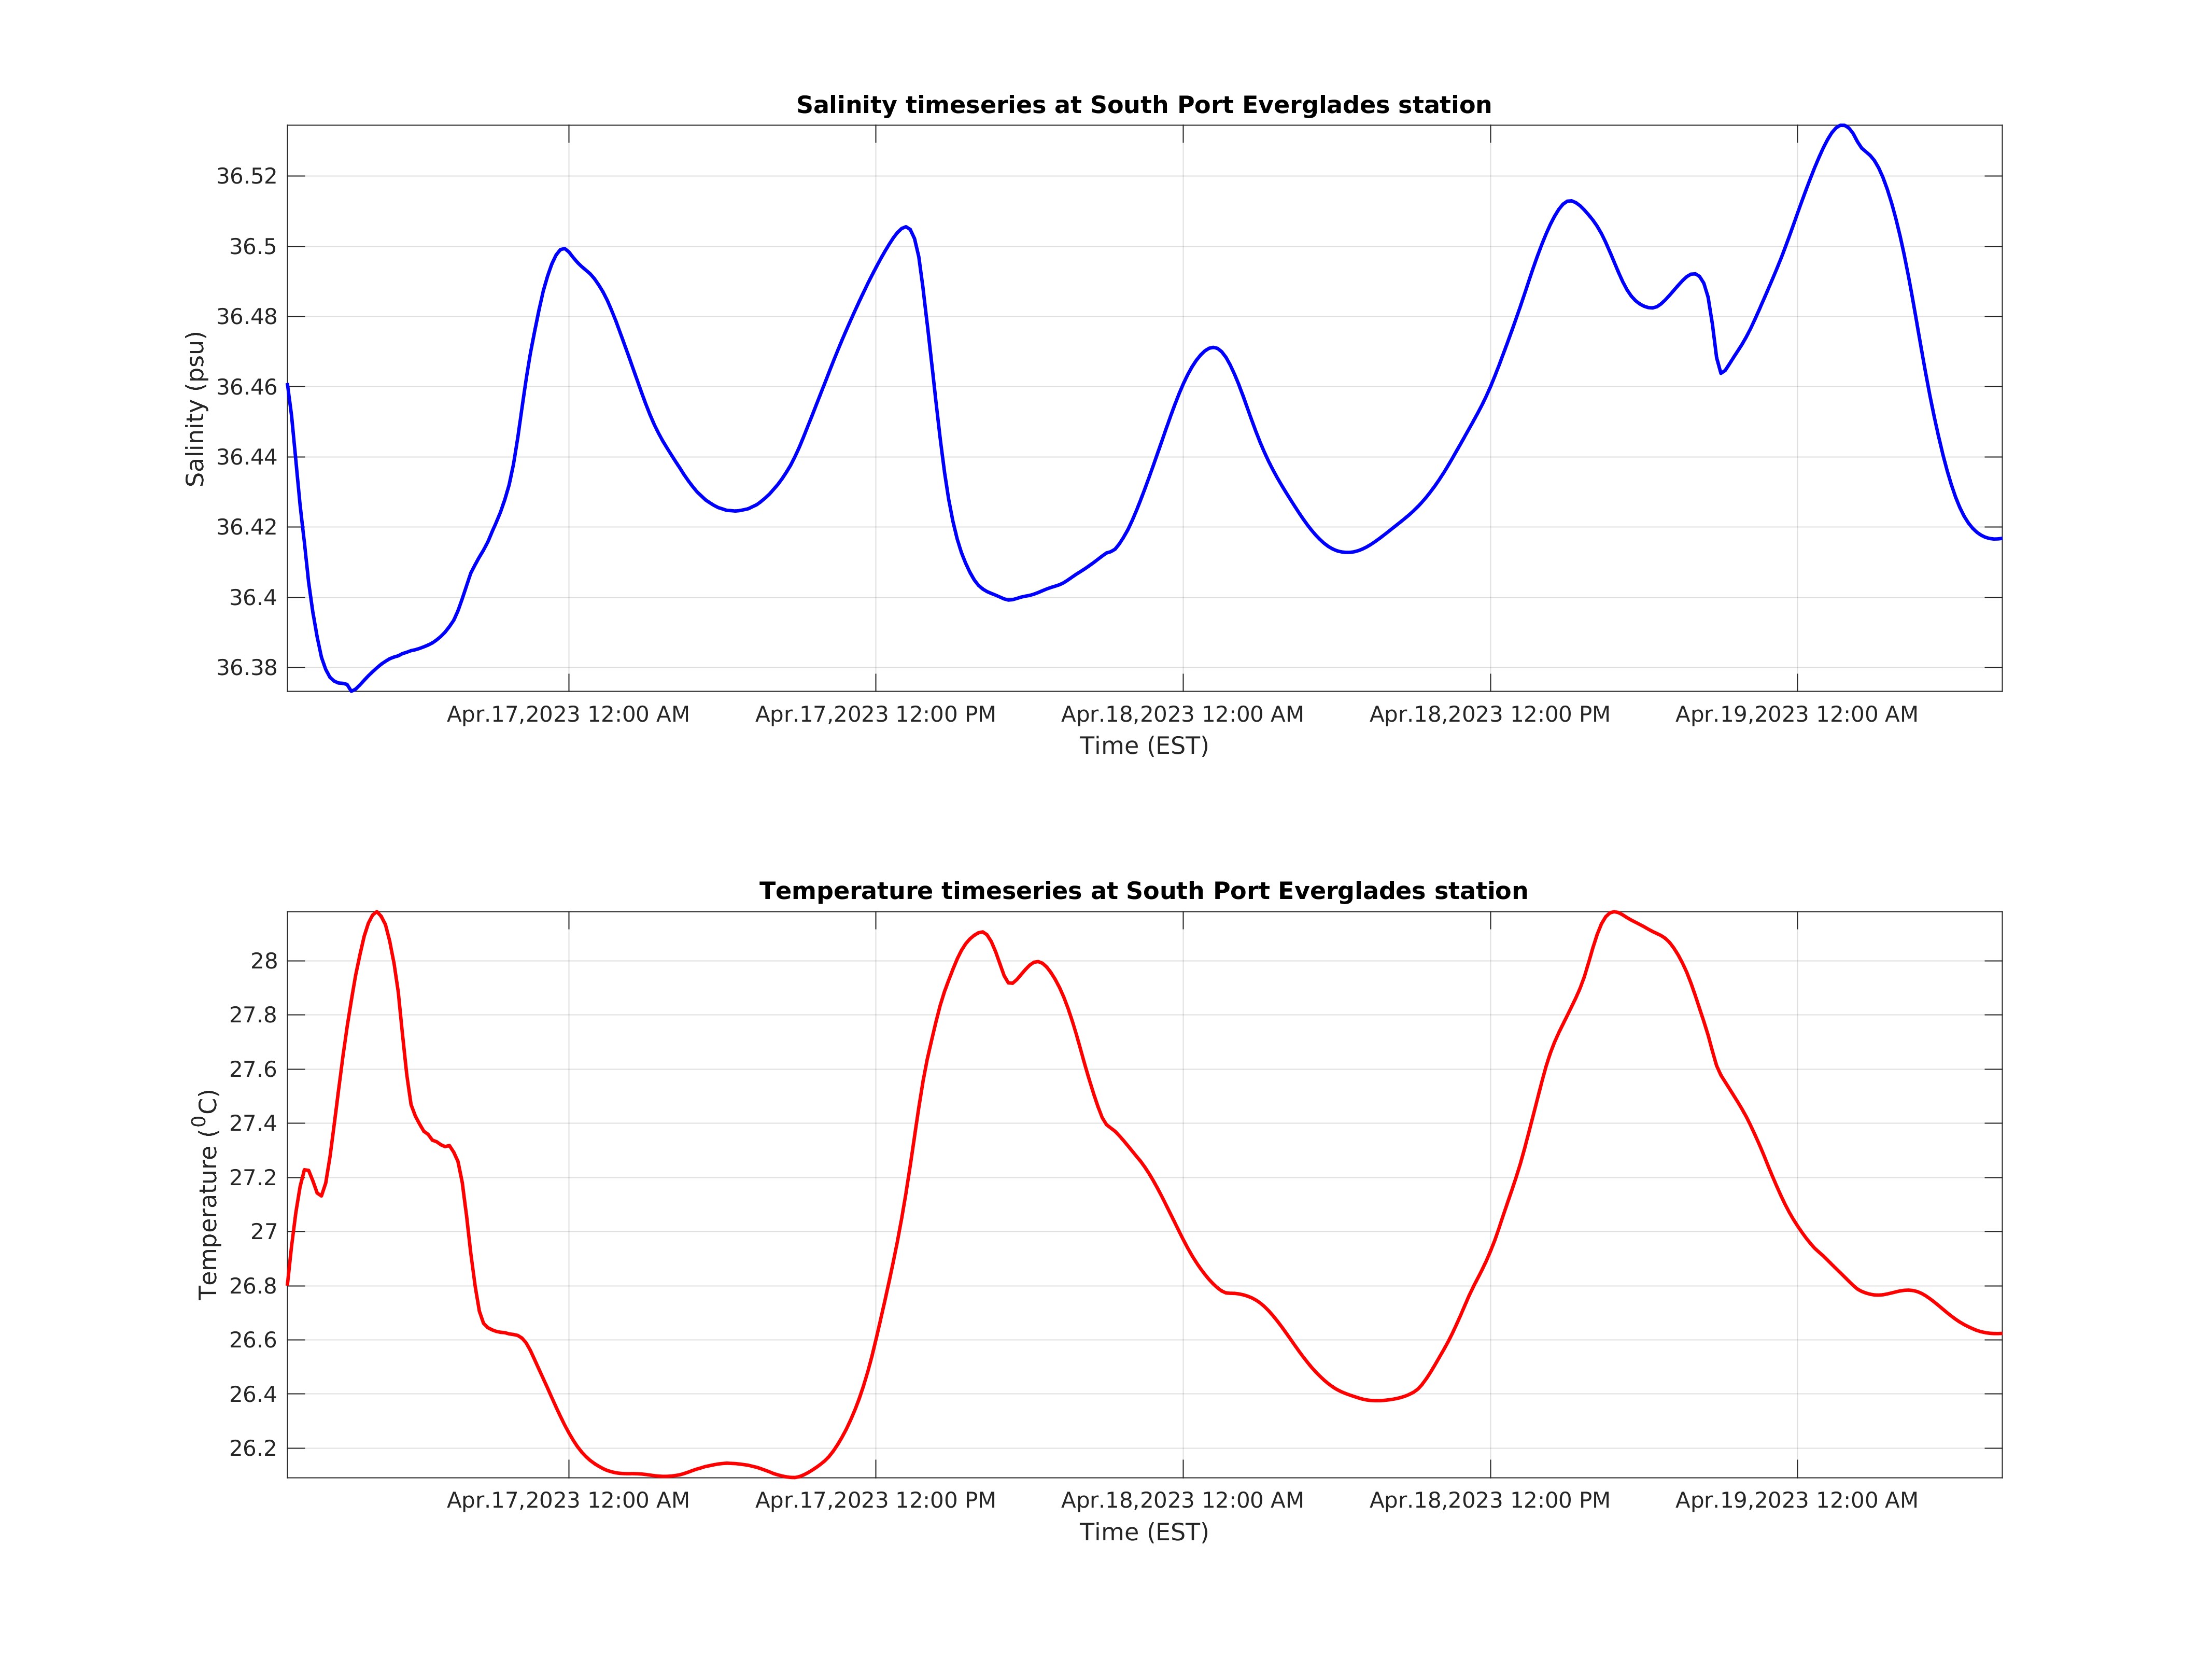 Salinity timeseries at South Port Everglades station
36.52
36.5
36.48
36.46
36.44
36.42
36.4
36.38
Salinity (psu)
Apr.17,2023 12:00 AM Apr.17,2023 12:00 PM Apr.18,2023 12:00 AM Apr.18,2023 12:00 PM Apr.19,2023 12:00 AM
Time (EST)
Temperature timeseries at South Port Everglades station
28
27.8
27.6
27.4
27.2
27
26.8
26.6
26.4
26.2
Temperature (⁰C)
Apr.17,2023 12:00 AM Apr.17,2023 12:00 PM Apr.18,2023 12:00 AM Apr.18,2023 12:00 PM Apr.19,2023 12:00 AM
Time (EST)